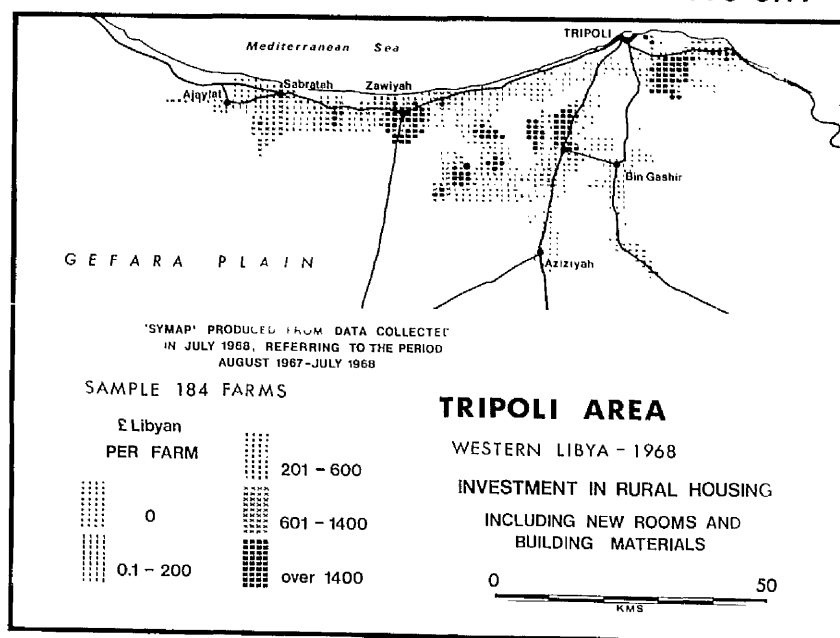 TRIPOLI
Mediterranean Sea
Sabratah
Zawiyah
Ajaylat
Bin Gashir
Aziziyah
GEFARA PLAIN
'SYMAP' PRODUCED FROM DATA COLLECTED
IN JULY 1968, REFERRING TO THE PERIOD
AUGUST 1967-JULY 1968
SAMPLE 184 FARMS
£ Libyan
PER FARM
0
0.1 - 200
201 - 600
601 - 1400
over 1400
TRIPOLI AREA
WESTERN LIBYA - 1968
INVESTMENT IN RURAL HOUSING
INCLUDING NEW ROOMS AND
BUILDING MATERIALS
0 50
KMS